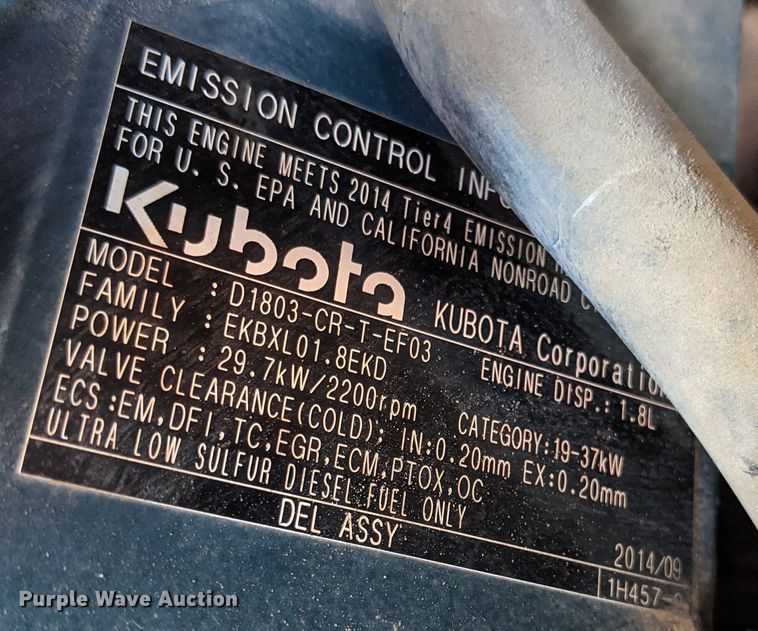 EMISSION CONTROL
THIS ENGINE MEETS 2014 Tier4 EMISSION
FOR U. S. EPA AND CALIFORNIA NONROAD
Kubota KUBOTA Corporation
MODEL : D1803-CR-T-EF03 ENGINE DISP.: 1.8L
FAMILY : EKBXL01.8EKD
POWER : 29.7kW/2200rpm CATEGORY:19-37kW
VALVE CLEARANCE(COLD); IN:0.20mm EX:0.20mm
ECS:EM,DFI,TC,EGR,ECM,PTOX,OC
ULTRA LOW SULFUR DIESEL FUEL ONLY
DEL ASSY
2014/09
1H457-
Purple Wave Auction